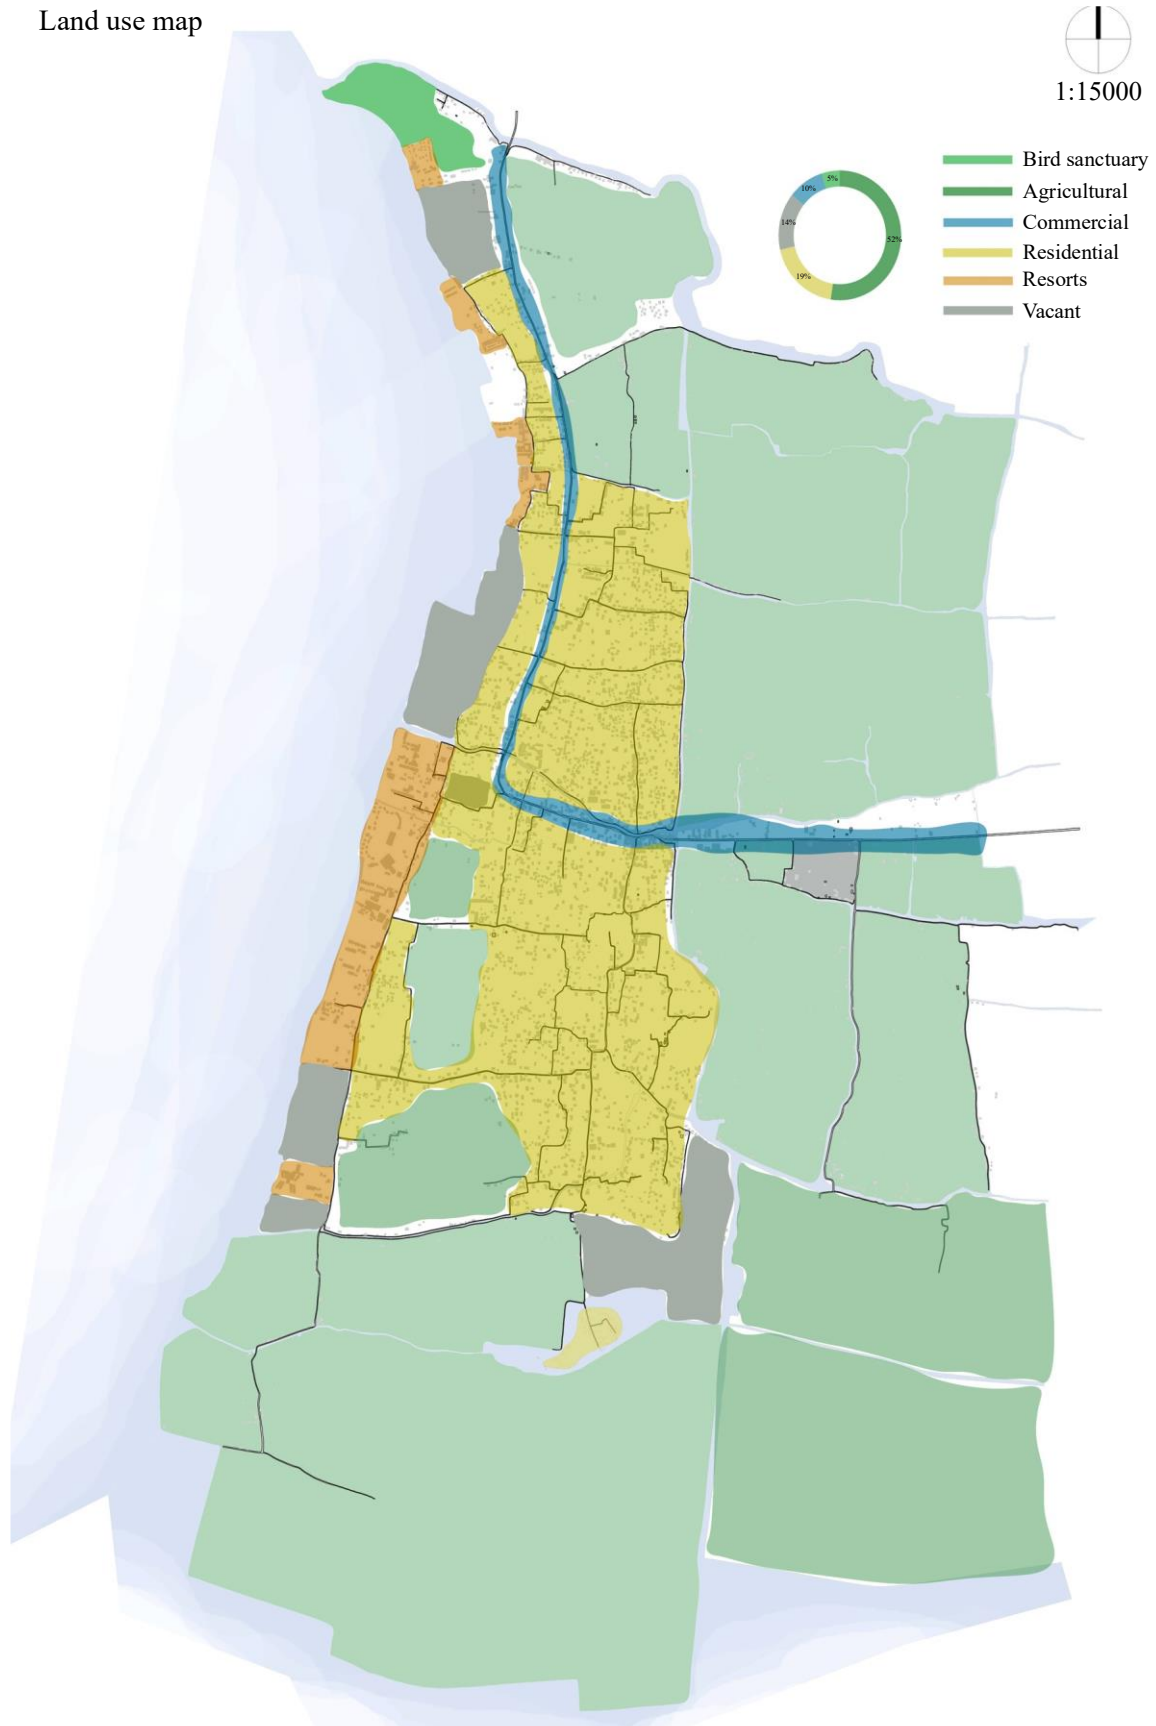 Land use map
1:15000
Bird sanctuary
Agricultural
Commercial
Residential
Resorts
Vacant
5%
10%
14%
52%
19%